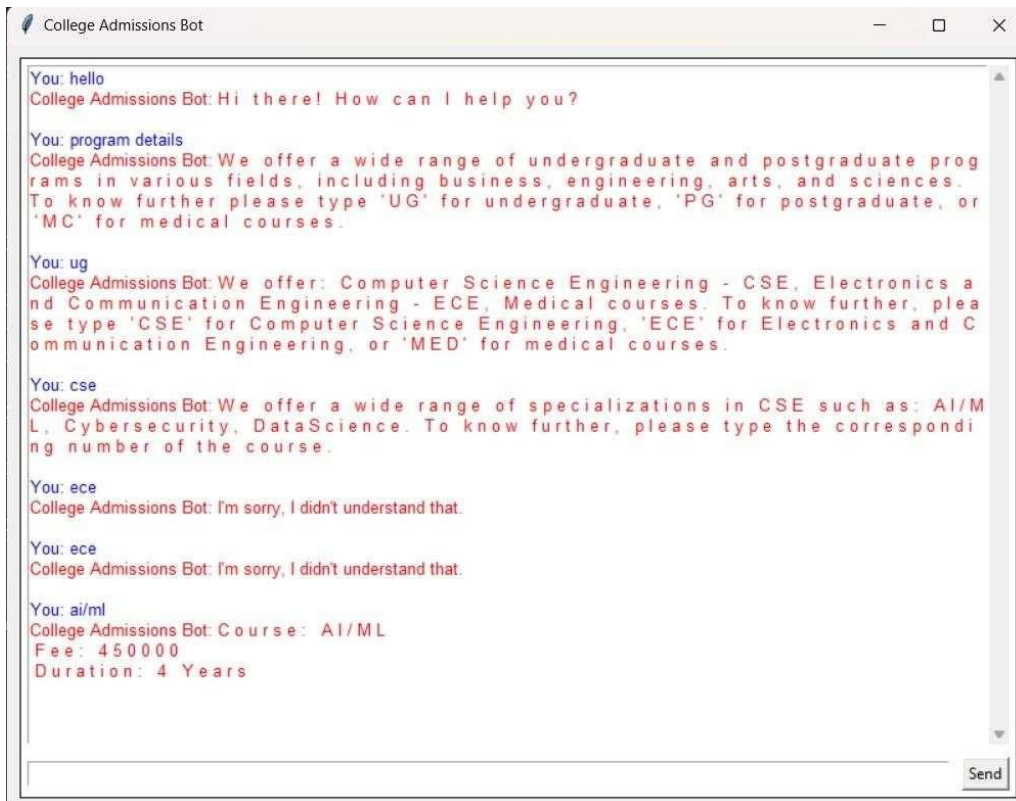 College Admissions Bot
You: hello
College Admissions Bot: Hi there! How can I help you?
You: program details
College Admissions Bot: We offer a wide range of undergraduate and postgraduate prog
rams in various fields, including business, engineering, arts, and sciences.
To know further please type 'UG' for undergraduate, 'PG' for postgraduate, or
'MC' for medical courses.
You: ug
College Admissions Bot: We offer: Computer Science Engineering - CSE, Electronics a
nd Communication Engineering - ECE, Medical courses. To know further, plea
se type 'CSE' for Computer Science Engineering, 'ECE' for Electronics and C
ommunication Engineering, or 'MED' for medical courses.
You: cse
College Admissions Bot: We offer a wide range of specializations in CSE such as: AI/M
L, Cybersecurity, DataScience. To know further, please type the correspondi
ng number of the course.
You: ece
College Admissions Bot: I'm sorry, I didn't understand that.
You: ece
College Admissions Bot: I'm sorry, I didn't understand that.
You: ai/ml
College Admissions Bot: Course: AI/ML
Fee: 450000
Duration: 4 Years
Send